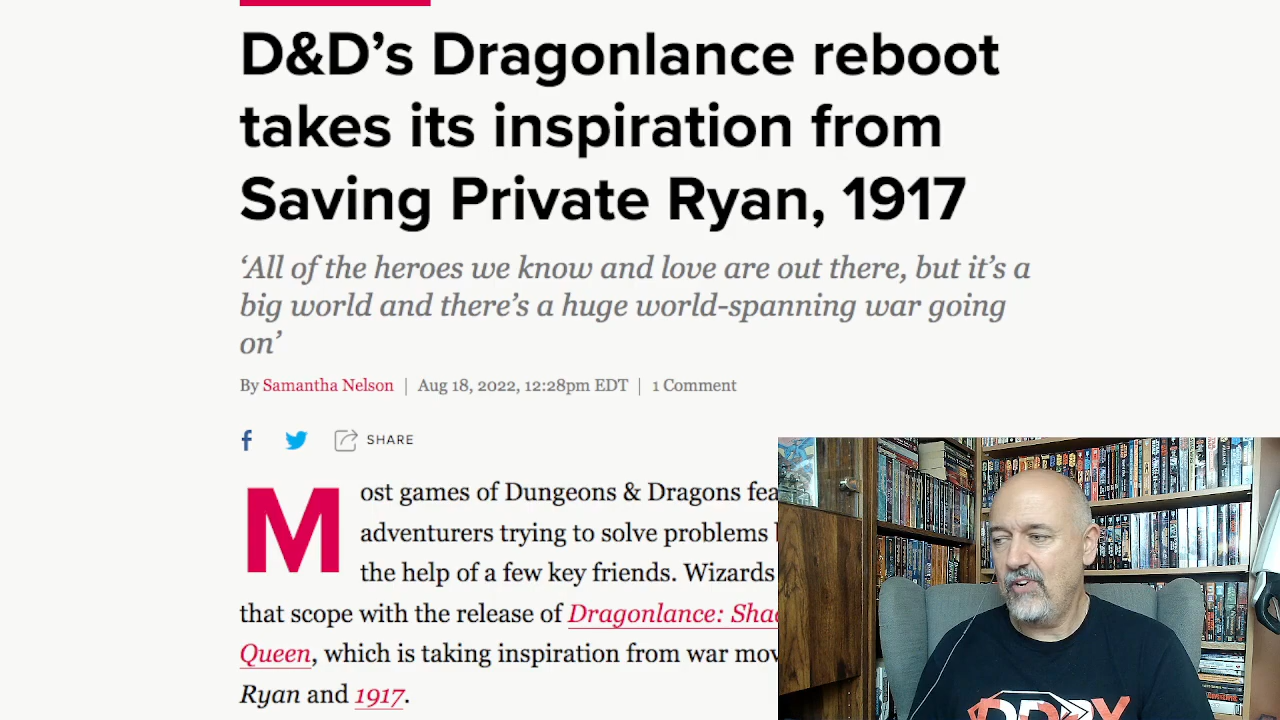 D&D’s Dragonlance reboot
takes its inspiration from
Saving Private Ryan, 1917
‘All of the heroes we know and love are out there, but it’s a
big world and there’s a huge world-spanning war going
on’
By Samantha Nelson | Aug 18, 2022, 12:28pm EDT | 1 Comment
SHARE
Most games of Dungeons & Dragons fea
adventurers trying to solve problems
the help of a few key friends. Wizards
that scope with the release of Dragonlance: Sha
Queen, which is taking inspiration from war mov
Ryan and 1917.